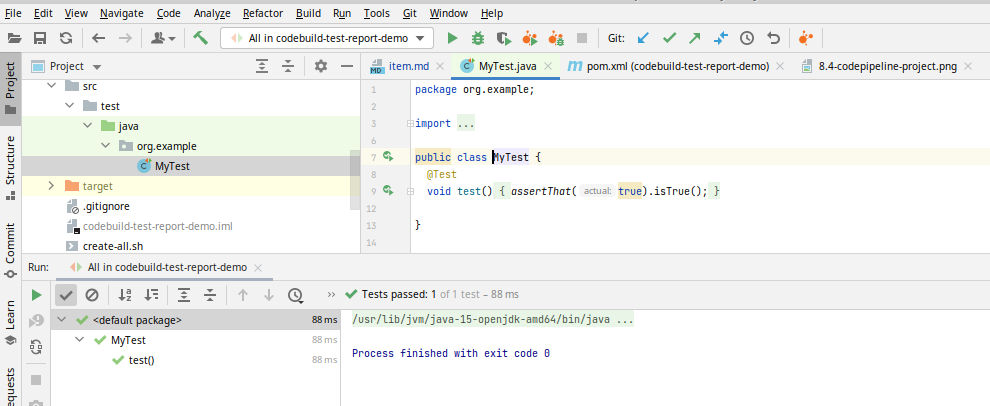 File Edit View Navigate Code Analyze Refactor Build Run Tools Git Window Help
All in codebuild-test-report-demo Git:
Project
item.md MyTest.java pom.xml (codebuild-test-report-demo) 8.4-codepipeline-project.png
Project
src
test
java
org.example
MyTest
target
.gitignore
codebuild-test-report-demo.iml
create-all.sh
Structure
Commit
Learn
equests
1 package org.example;
2
3 import ...
6
7 public class MyTest {
8 @Test
9 void test() { assertThat( actual: true).isTrue(); }
12
13 }
14
Run: All in codebuild-test-report-demo
Tests passed: 1 of 1 test – 88 ms
<default package> 88 ms
MyTest 88 ms
test() 88 ms
/usr/lib/jvm/java-15-openjdk-amd64/bin/java ...
Process finished with exit code 0